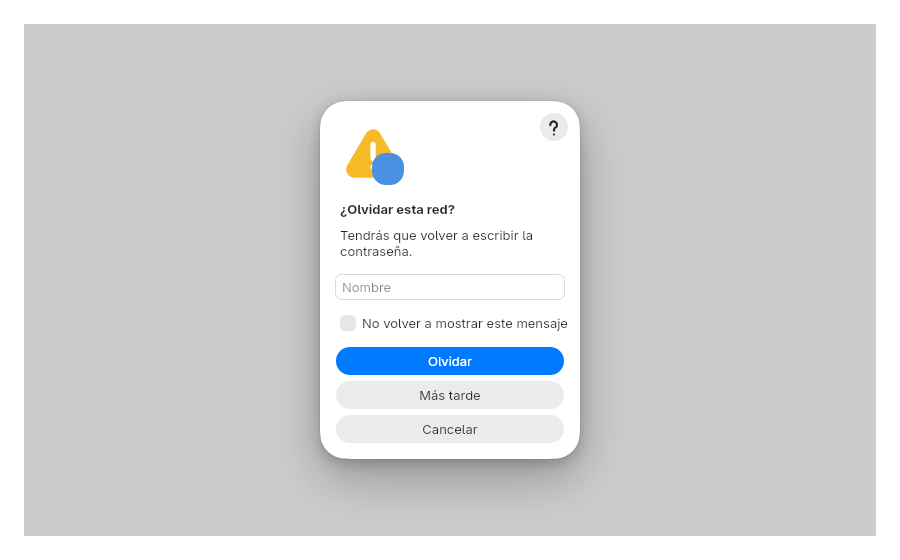 ?
¿Olvidar esta red?
Tendrás que volver a escribir la
contraseña.
Nombre
No volver a mostrar este mensaje
Olvidar
Más tarde
Cancelar